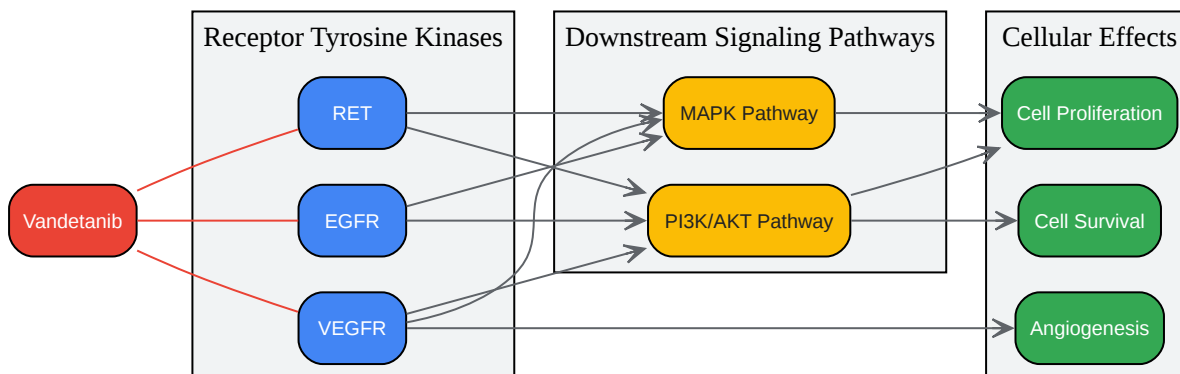 Receptor Tyrosine Kinases
Downstream Signaling Pathways
Cellular Effects
RET
MAPK Pathway
Cell Proliferation
Vandetanib
EGFR
PI3K/AKT Pathway
Cell Survival
VEGFR
Angiogenesis